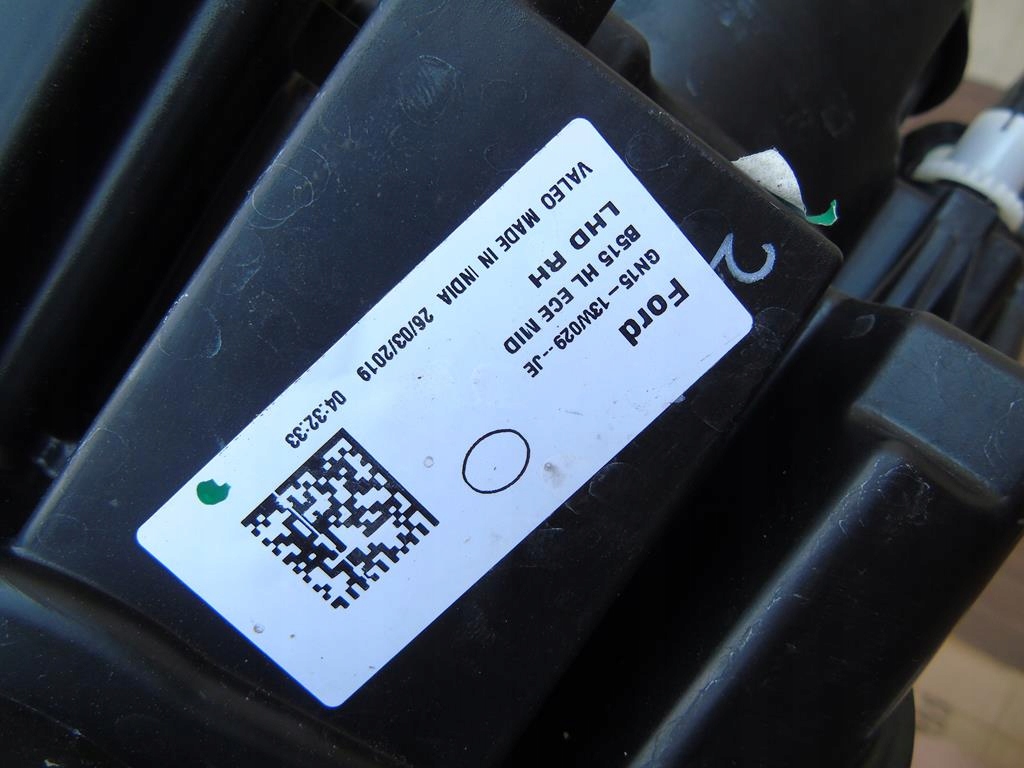 Ford
GN15-13W029--JE
B515 HL ECE MID
LHD RH
VALEO MADE IN INDIA 26/03/2019 04:32:33
2